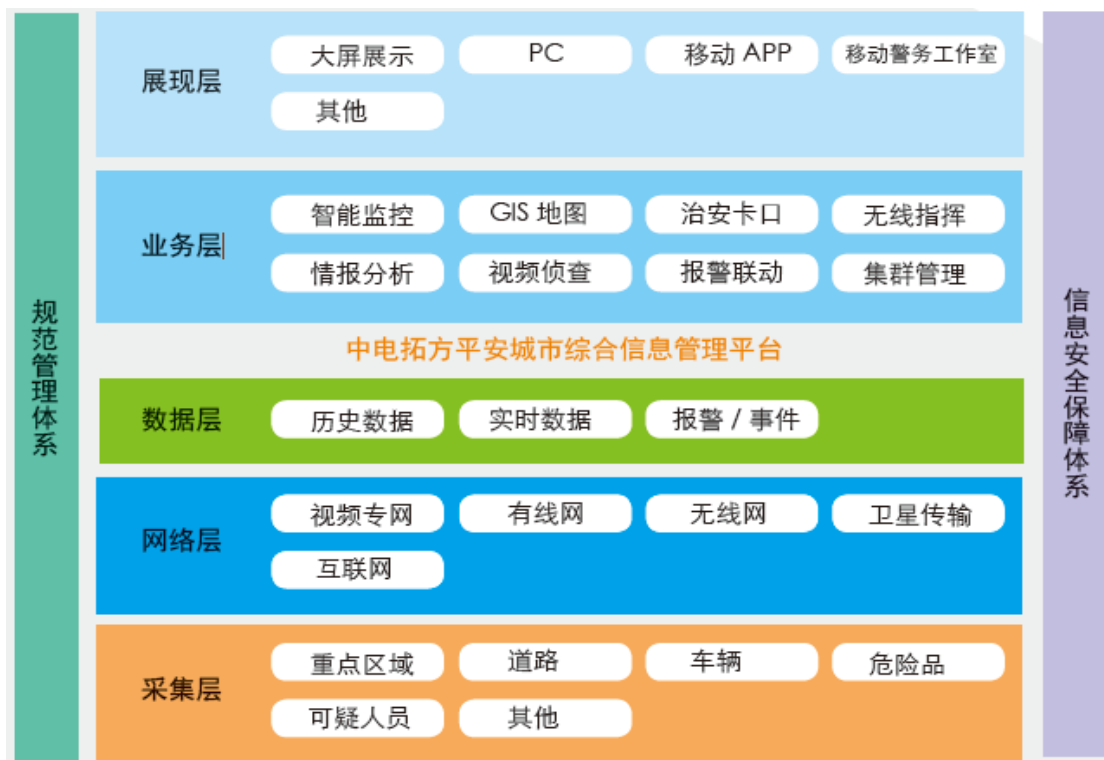 规范管理体系
展现层
大屏展示 PC 移动 APP 移动警务工作室
其他
业务层
智能监控 GIS 地图 治安卡口 无线指挥
情报分析 视频侦查 报警联动 集群管理
中电拓方平安城市综合信息管理平台
数据层
历史数据 实时数据 报警 / 事件
网络层
视频专网 有线网 无线网 卫星传输
互联网
采集层
重点区域 道路 车辆 危险品
可疑人员 其他
信息安全保障体系